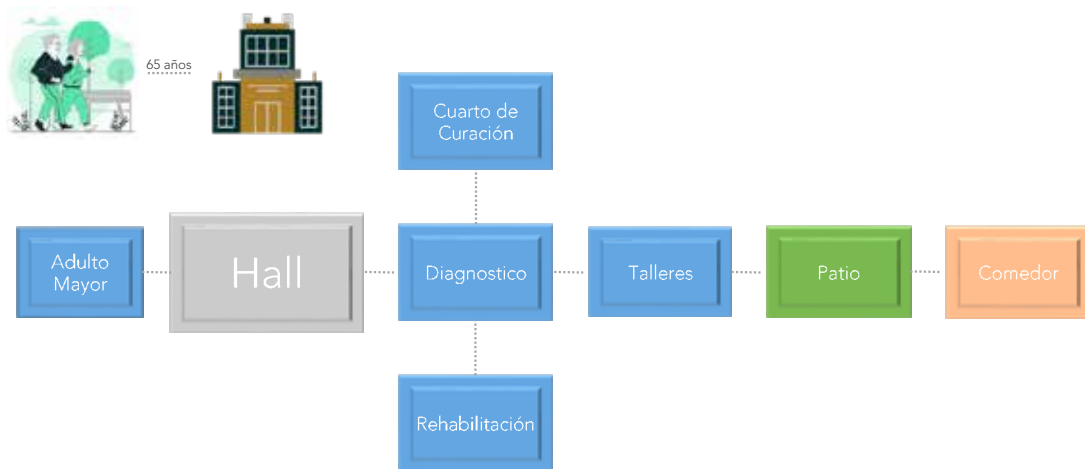 65 años
Cuarto de
Curación
Adulto
Mayor
Hall
Diagnostico
Talleres
Patio
Comedor
Rehabilitación